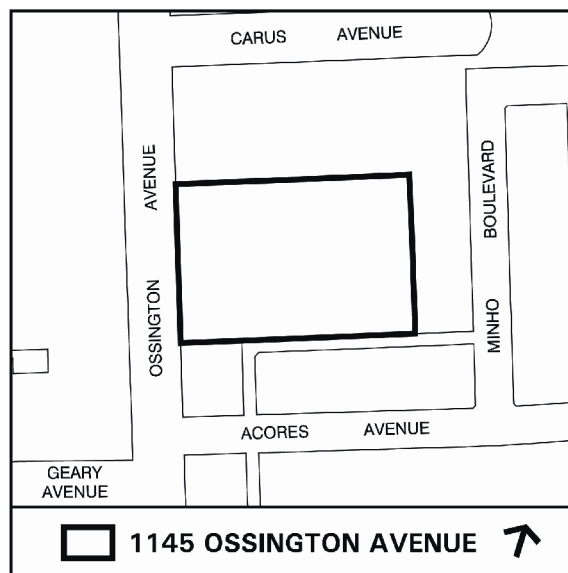 CARUS AVENUE
AVENUE
OSSINGTON
BOULEVARD
MINHO
ACORES AVENUE
GEARY
AVENUE
1145 OSSINGTON AVENUE